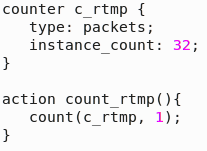 counter c_rtmp {
   type: packets;
   instance_count: 32;
}

action count_rtmp(){
   count(c_rtmp, 1);
}